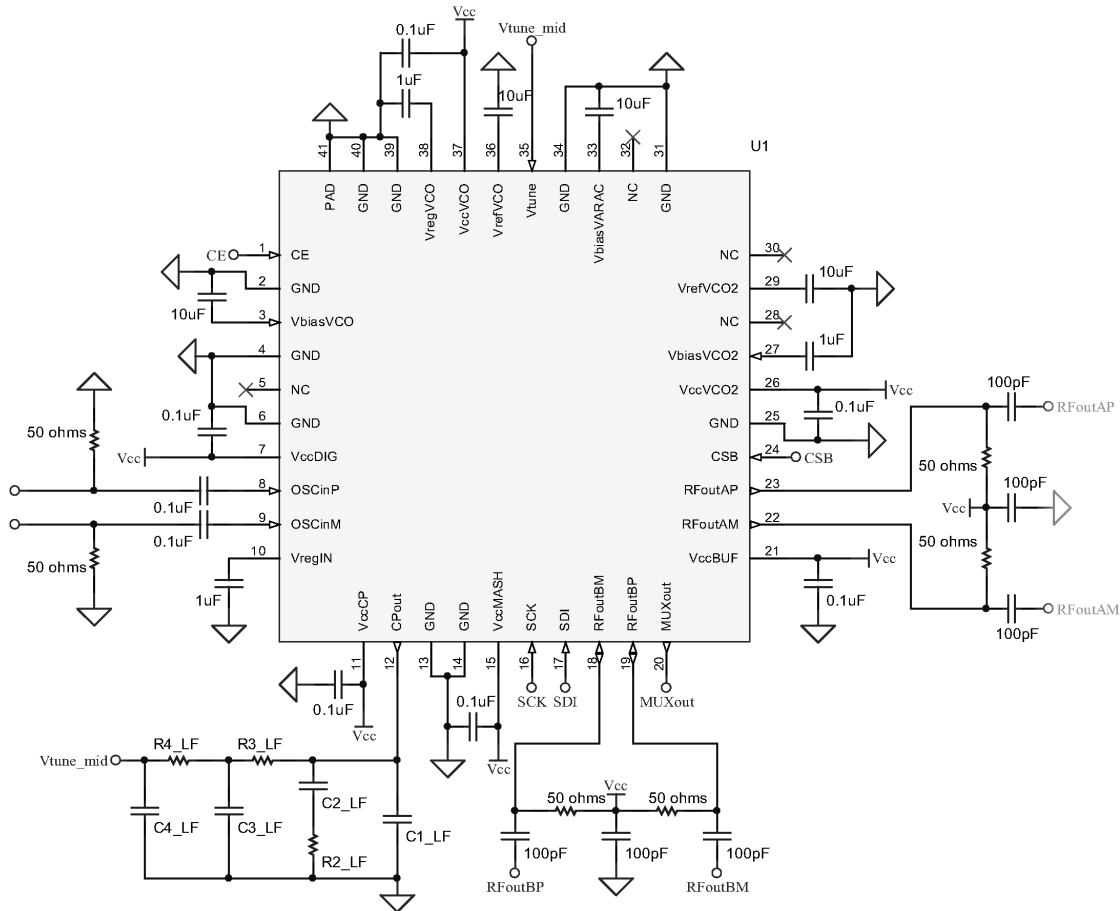 Vcc
0.1uF
Vtune_mid
1uF
10uF
10uF
U1
41
40
39
38
37
36
35
34
33
32
31
PAD
GND
GND
VregVCO
VccVCO
VrefVCO
Vtune
GND
VbiasVARAC
NC
GND
CE
1
CE
2
GND
10uF
3
VbiasVCO
4
GND
5
NC
0.1uF
6
GND
50 ohms
Vcc
7
VccDIG
8
OSCinP
0.1uF
9
OSCinM
0.1uF
50 ohms
10
VregIN
1uF
NC
30
VrefVCO2
29
10uF
NC
28
VbiasVCO2
27
1uF
VccVCO2
26
Vcc
0.1uF
GND
25
CSB
24
CSB
RFoutAP
23
RFoutAM
22
VccBUF
21
Vcc
0.1uF
100pF
RFoutAP
50 ohms
100pF
Vcc
50 ohms
RFoutAM
100pF
VccCP
CPout
GND
GND
VccMASH
SCK
SDI
RFoutBM
RFoutBP
MUXout
11
12
13
14
15
16
17
18
19
20
0.1uF
Vcc
0.1uF
Vcc
SCK
SDI
MUXout
Vtune_mid
R4_LF
R3_LF
C4_LF
C3_LF
C2_LF
R2_LF
C1_LF
Vcc
50 ohms
50 ohms
100pF
100pF
100pF
RFoutBP
RFoutBM